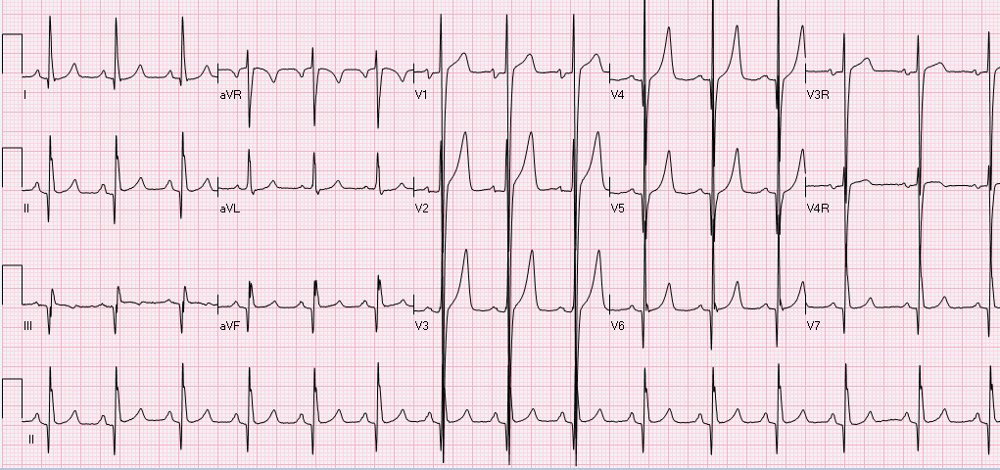 I aVR V1 V4 V3R
II aVL V2 V5 V4R
III aVF V3 V6 V7
II